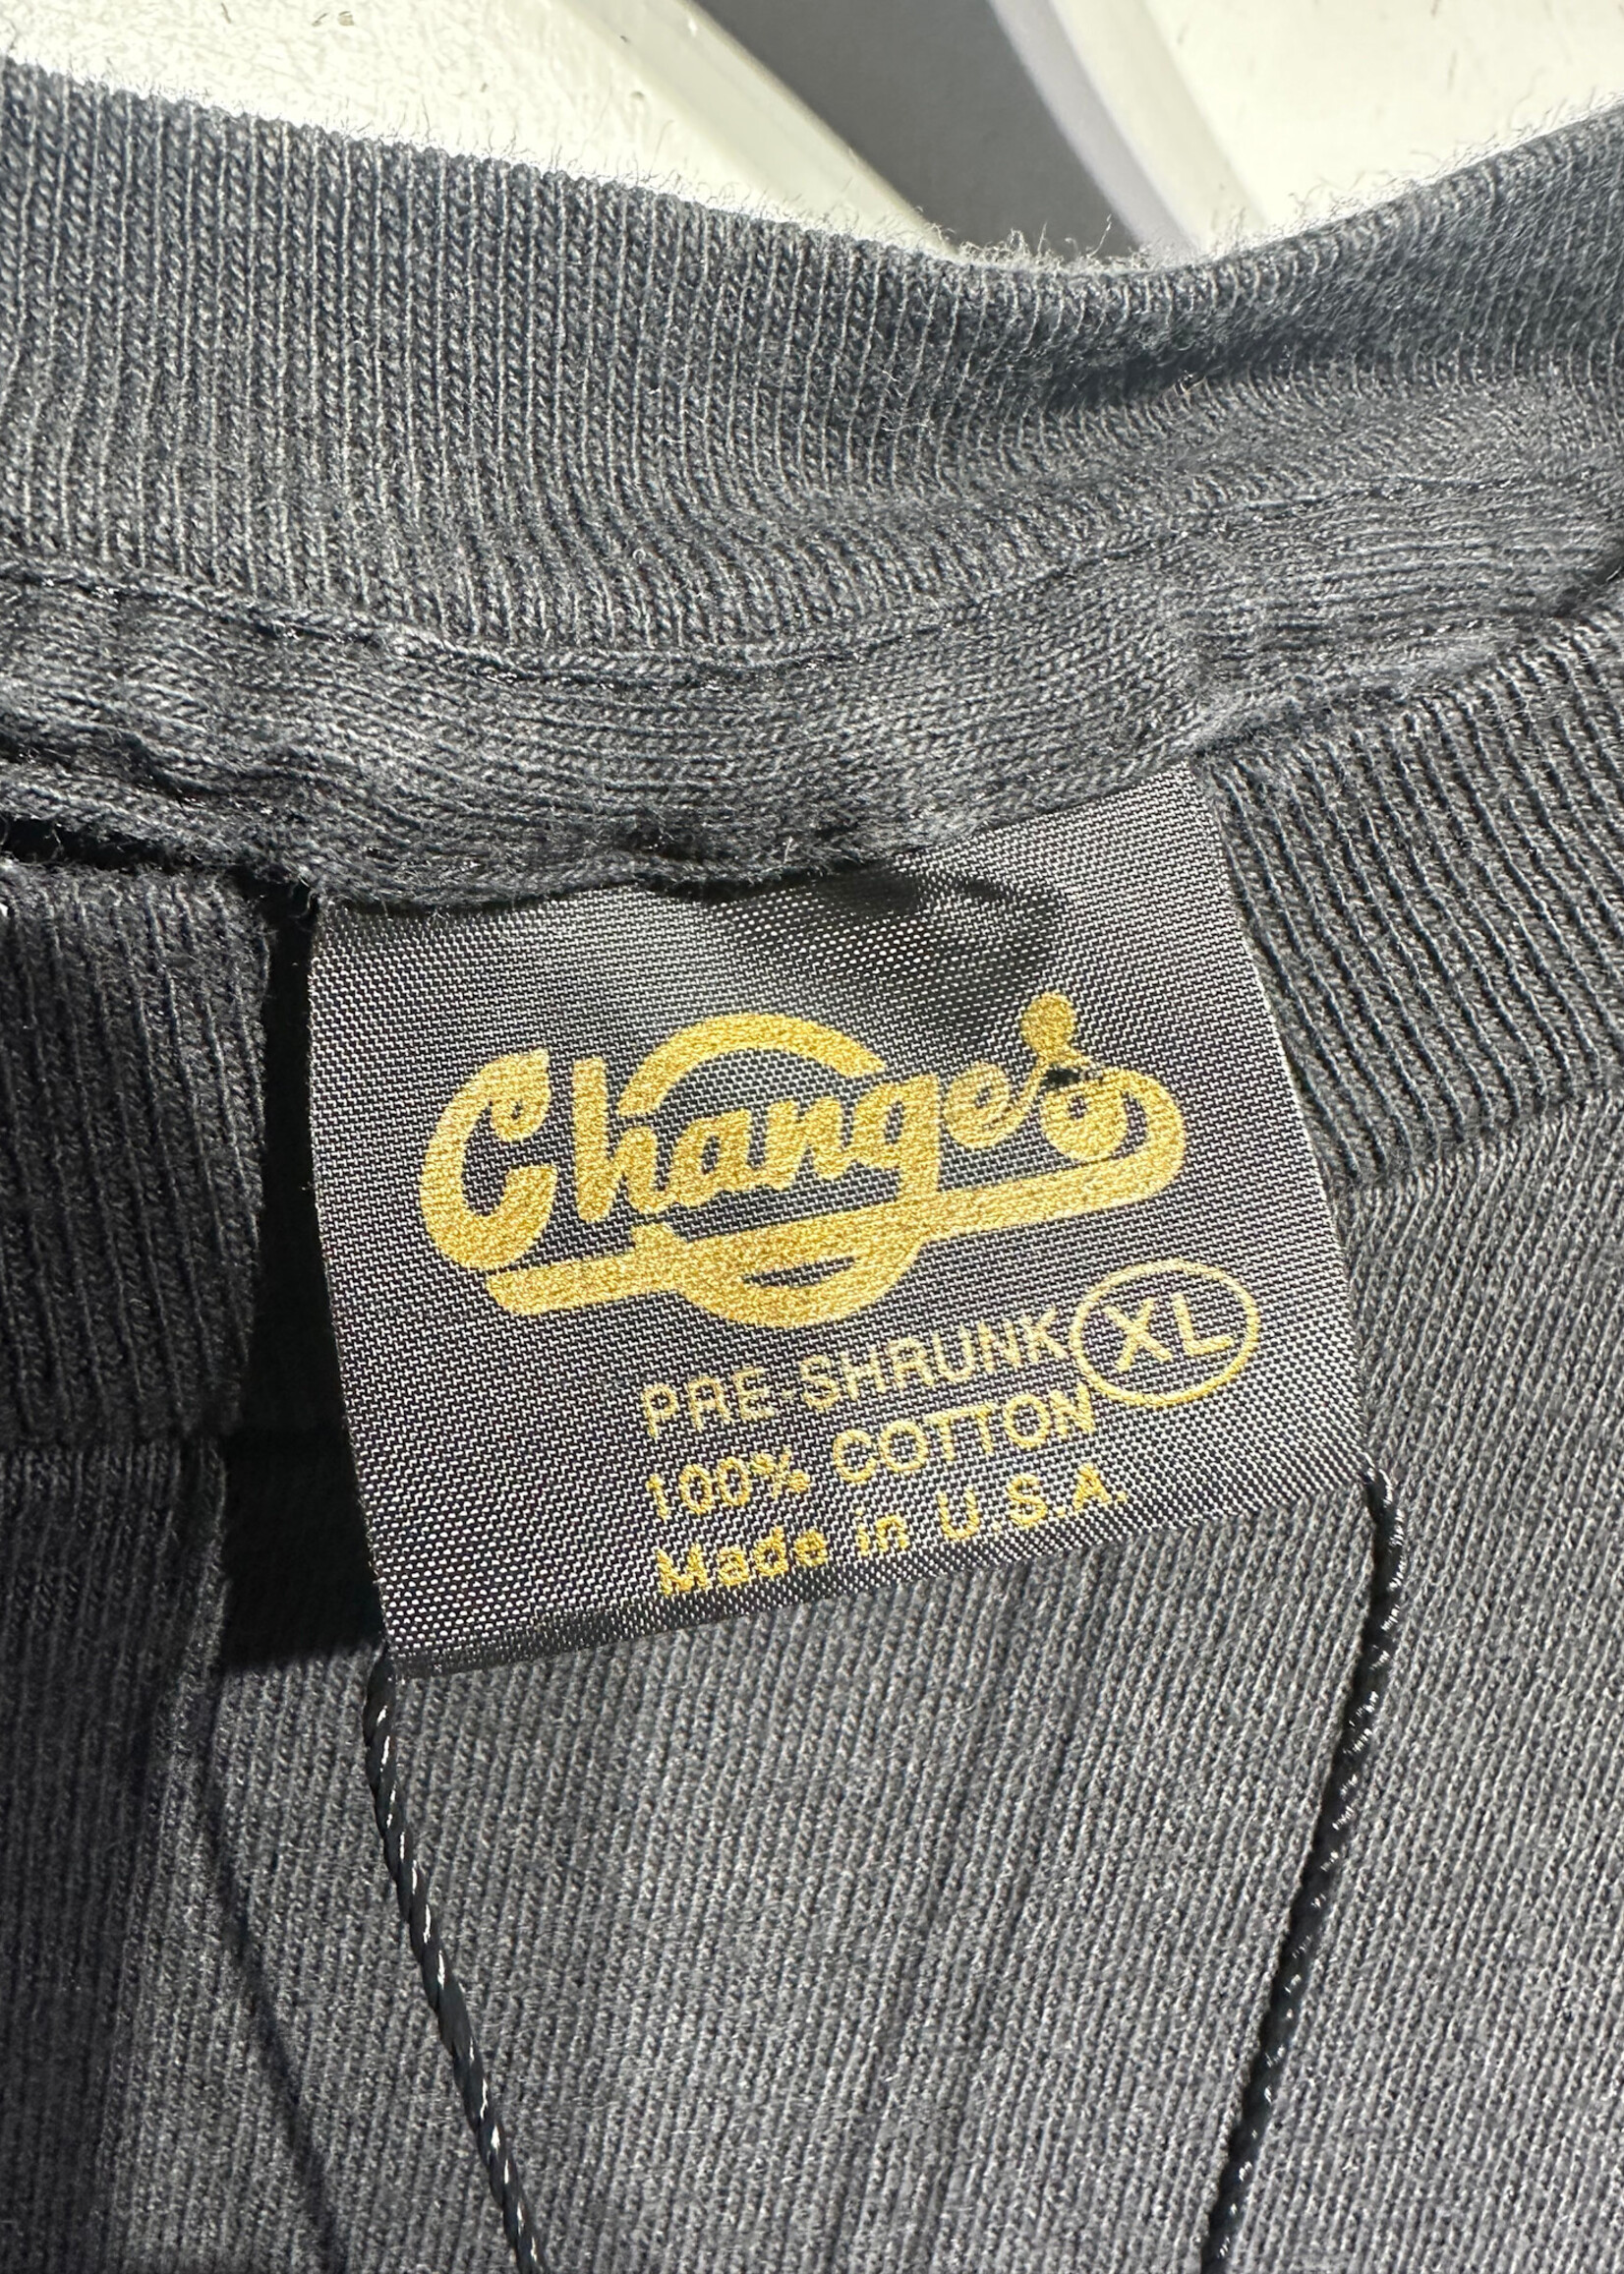 Changes
PRE-SHRUNK XL
100% COTTON
Made in U.S.A.